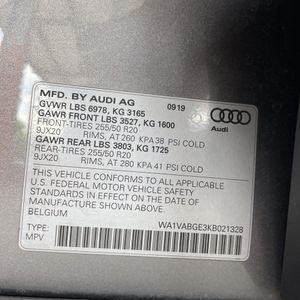 MFD. BY AUDI AG 0919
GVWR LBS 6978, KG 3165
GAWR FRONT LBS 3527, KG 1600
FRONT-TIRES 255/50 R20
9JX20 RIMS, AT 260 KPA 38 PSI COLD
GAWR REAR LBS 3803, KG 1725
REAR-TIRES 255/50 R20
9JX20 RIMS, AT 280 KPA 41 PSI COLD
Audi
THIS VEHICLE CONFORMS TO ALL APPLICABLE
U.S. FEDERAL MOTOR VEHICLE SAFETY
STANDARDS IN EFFECT ON THE DATE OF
MANUFACTURE SHOWN ABOVE.
BELGIUM
TYPE: WA1VABGE3KB021328
MPV